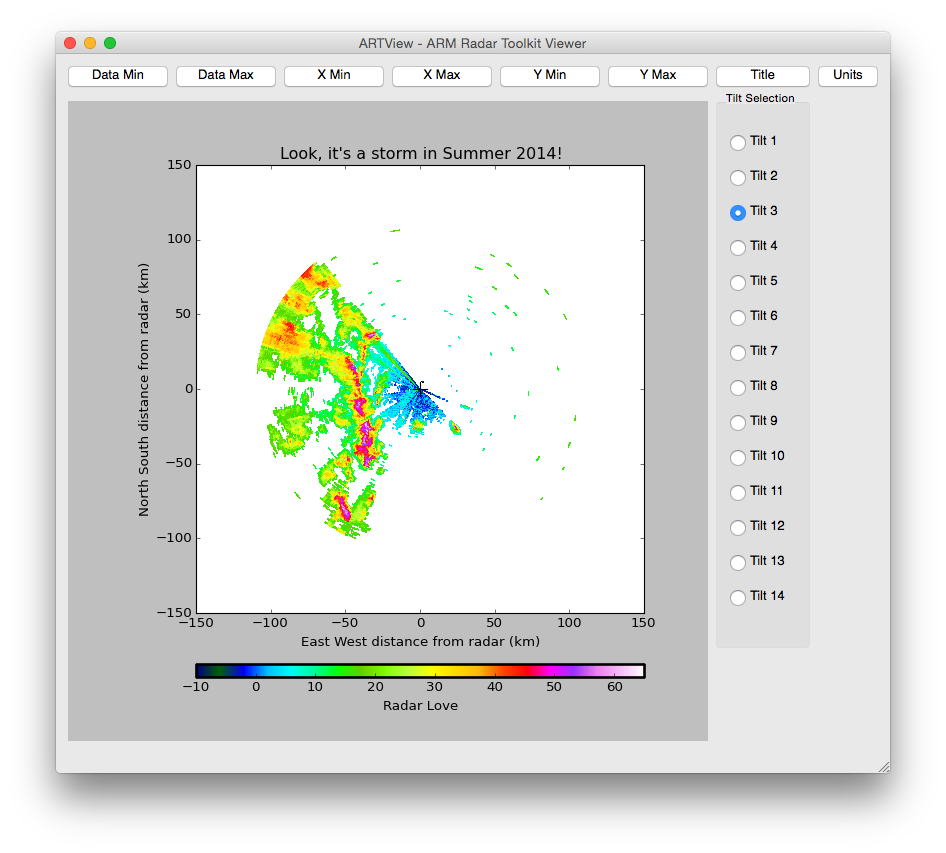 ARTView - ARM Radar Toolkit Viewer
Data Min Data Max X Min X Max Y Min Y Max Title Units
Tilt Selection
Look, it's a storm in Summer 2014!
150
100
50
0
−50
−100
−150
North South distance from radar (km)
−150 −100 −50 0 50 100 150
East West distance from radar (km)
−10 0 10 20 30 40 50 60
Radar Love
Tilt 1
Tilt 2
Tilt 3
Tilt 4
Tilt 5
Tilt 6
Tilt 7
Tilt 8
Tilt 9
Tilt 10
Tilt 11
Tilt 12
Tilt 13
Tilt 14